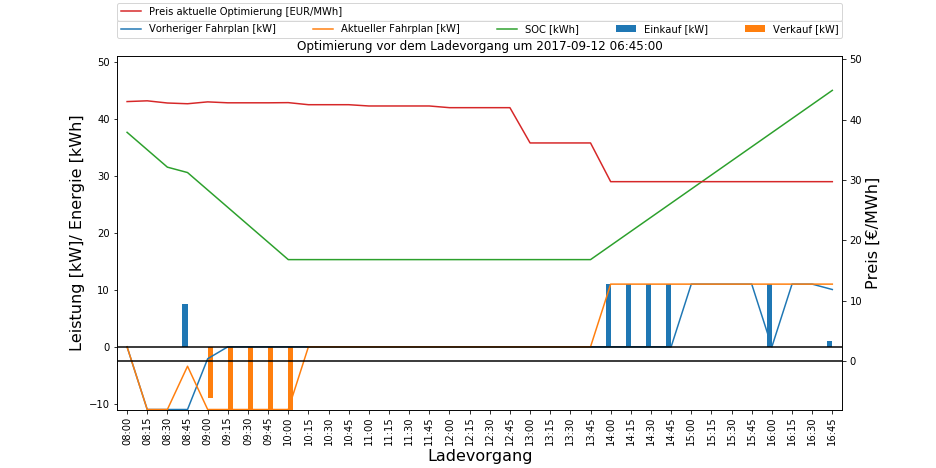 Preis aktuelle Optimierung [EUR/MWh]
Vorheriger Fahrplan [kW] Aktueller Fahrplan [kW] SOC [kWh] Einkauf [kW] Verkauf [kW]
Optimierung vor dem Ladevorgang um 2017-09-12 06:45:00
Leistung [kW]/ Energie [kWh]
50
40
30
20
10
0
−10
50
40
30
20
10
0
Preis [€/MWh]
08:00 08:15 08:30 08:45 09:00 09:15 09:30 09:45 10:00 10:15 10:30 10:45 11:00 11:15 11:30 11:45 12:00 12:15 12:30 12:45 13:00 13:15 13:30 13:45 14:00 14:15 14:30 14:45 15:00 15:15 15:30 15:45 16:00 16:15 16:30 16:45
Ladevorgang